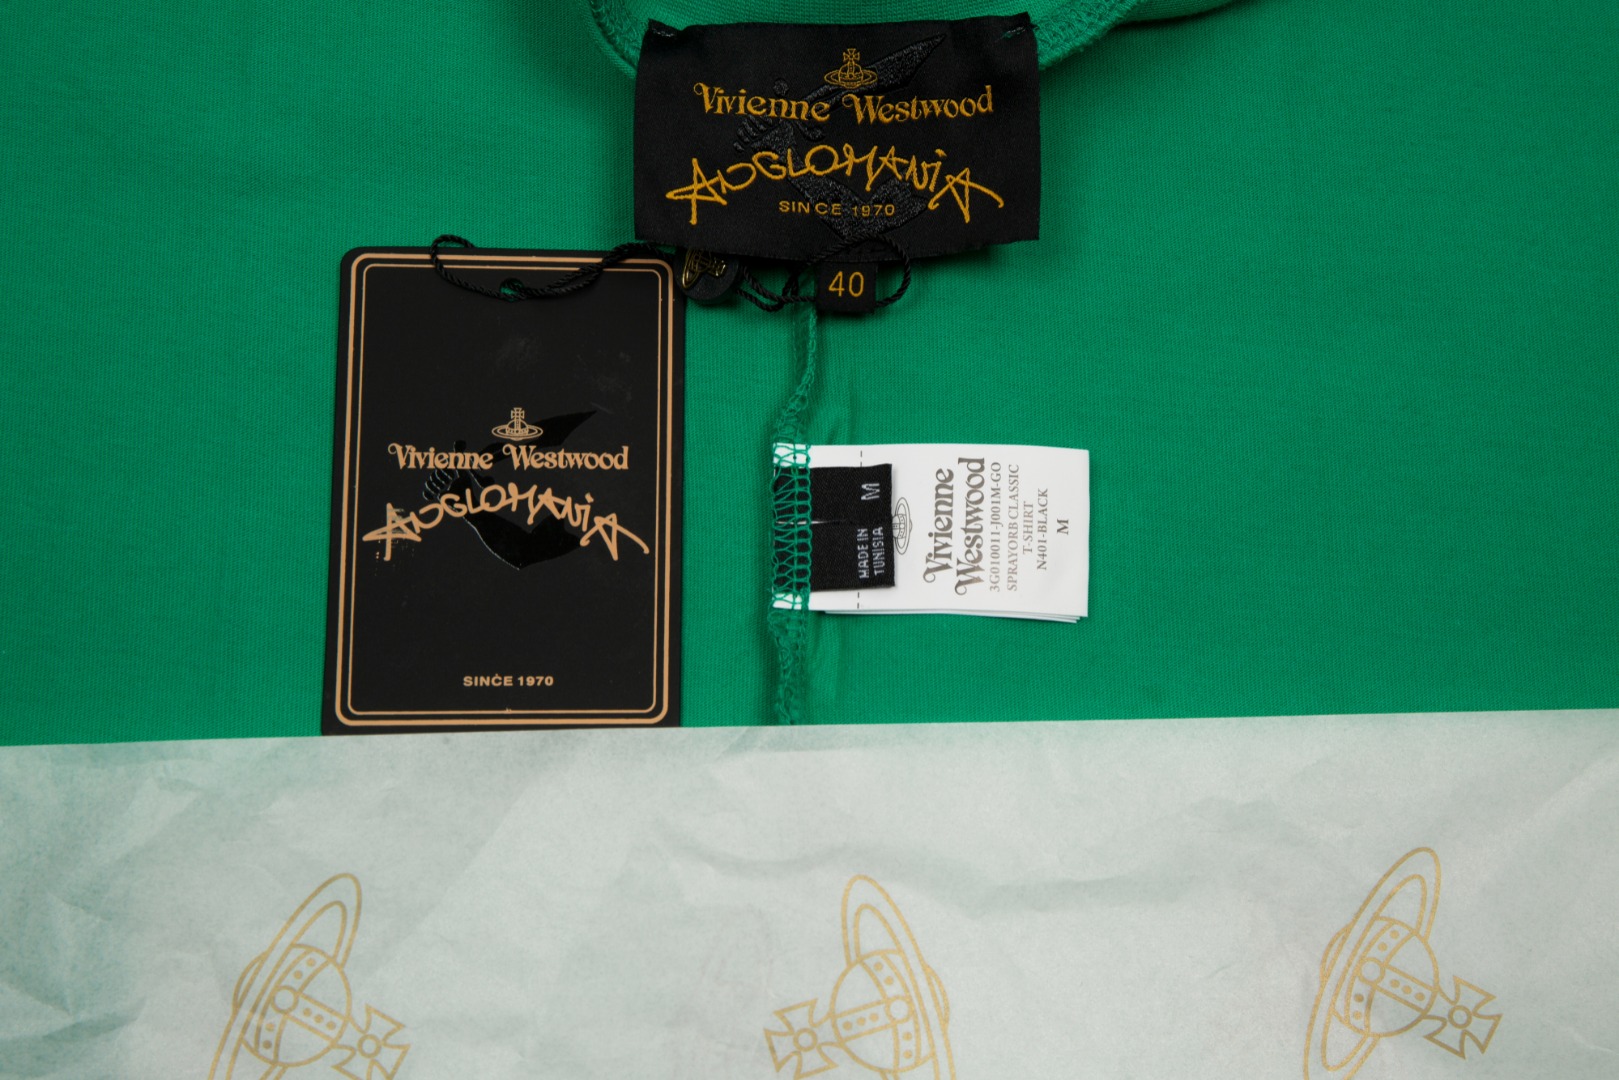 Vivienne Westwood
ANGLOMANIA
SINCE 1970
40
Vivienne Westwood
ANGLOMANIA
SINCE 1970
M
MADE IN
TUNISIA
Vivienne
Westwood
3G010011-J001M-GO
SPRAYORB CLASSIC
T-SHIRT
N401-BLACK
M